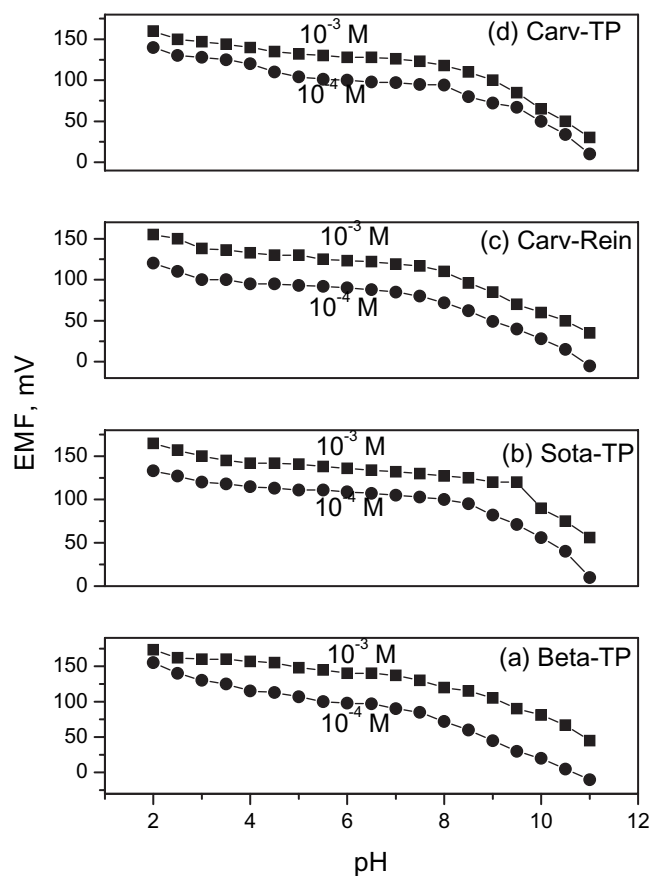 (d) Carv-TP
10⁻³ M
10⁻⁴ M
150
100
50
0
(c) Carv-Rein
10⁻³ M
10⁻⁴ M
150
100
50
0
(b) Sota-TP
10⁻³ M
10⁻⁴ M
150
100
50
0
(a) Beta-TP
10⁻³ M
10⁻⁴ M
150
100
50
0
2 4 6 8 10 12
pH
EMF, mV